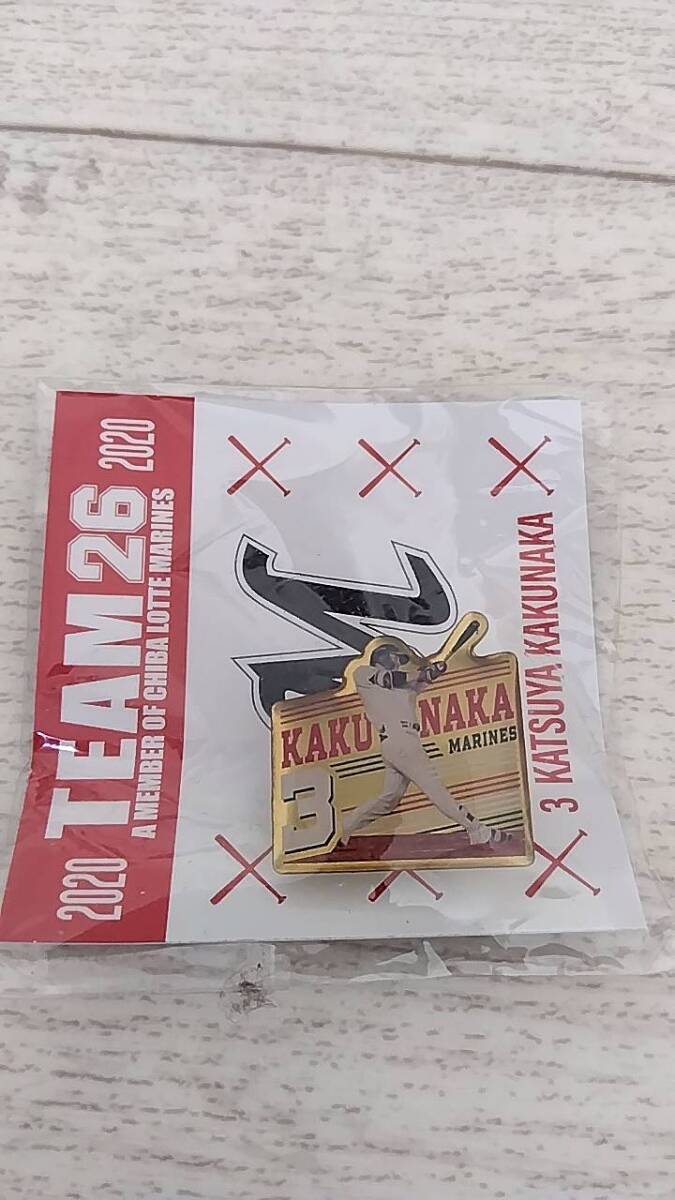 2020 TEAM26 2020
A MEMBER OF CHIBA LOTTE MARINES
M
KAKUNAKA
MARINES
3
3 KATSUYA KAKUNAKA